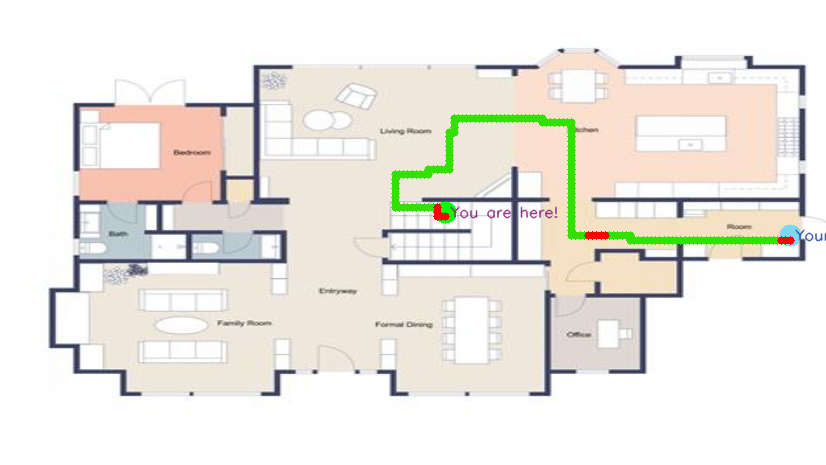 Living Room
Kitchen
Bedroom
You are here!
Bath
Room
Your
Entryway
Family Room
Formal Dining
Office